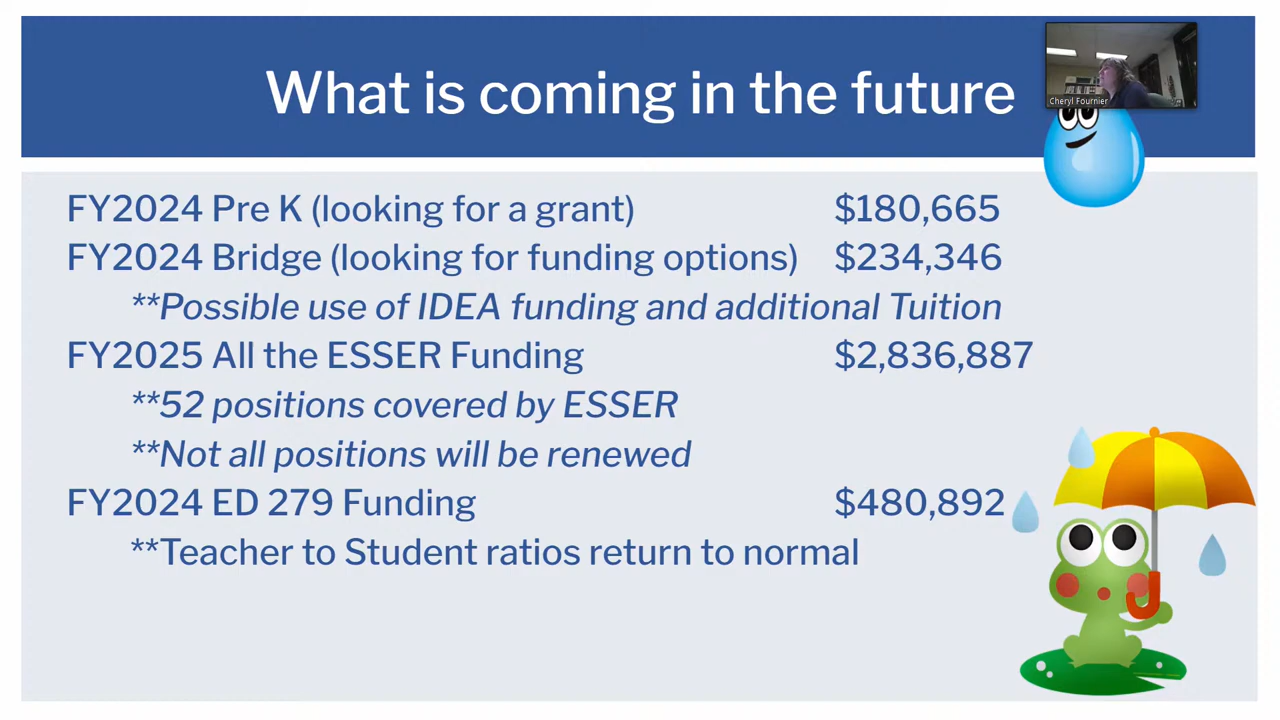 What is coming in the future
Cheryl Fournier
FY2024 Pre K (looking for a grant) $180,665
FY2024 Bridge (looking for funding options) $234,346
**Possible use of IDEA funding and additional Tuition
FY2025 All the ESSER Funding $2,836,887
**52 positions covered by ESSER
**Not all positions will be renewed
FY2024 ED 279 Funding $480,892
**Teacher to Student ratios return to normal